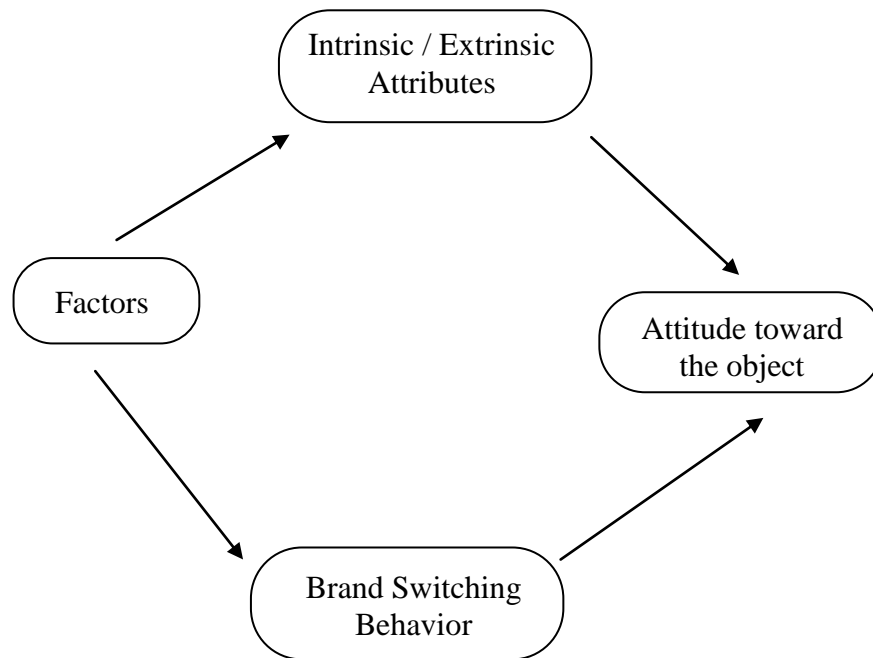 Intrinsic / Extrinsic
Attributes
Factors
Attitude toward
the object
Brand Switching
Behavior